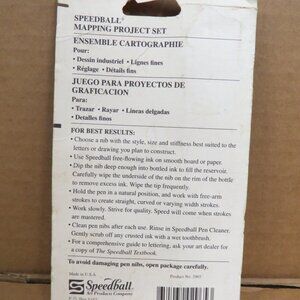 SPEEDBALL®
MAPPING PROJECT SET
ENSEMBLE CARTOGRAPHIE
Pour:
• Dessin industriel • Lignes fines
• Réglage • Détails fins
JUEGO PARA PROYECTOS DE
GRAFICACION
Para:
• Trazar • Rayar • Lineas delgadas
• Detalles finos
FOR BEST RESULTS:
• Choose a nib with the style, size and stiffness best suited to the
letters or drawing you plan to construct.
• Use Speedball free-flowing ink on smooth board or paper.
• Dip the nib deep enough into bottled ink to fill the reservoir.
Carefully wipe the underside of the nib on the rim of the bottle
to remove excess ink. Wipe the tip frequently.
• Hold the pen in a natural position, and work with free-arm
strokes to create straight, curved or varying width strokes.
• Work slowly. Strive for quality. Speed will come when strokes
are mastered.
• Clean pen nibs after each use. Rinse in Speedball Pen Cleaner.
Gently scrub off any crusted ink with a wet toothbrush.
• For a comprehensive guide to lettering, ask your art dealer for
a copy of The Speedball Textbook.
To avoid damaging pen nibs, open package carefully.
Made in U.S.A.
Product No.
Speedball
Art Products Company